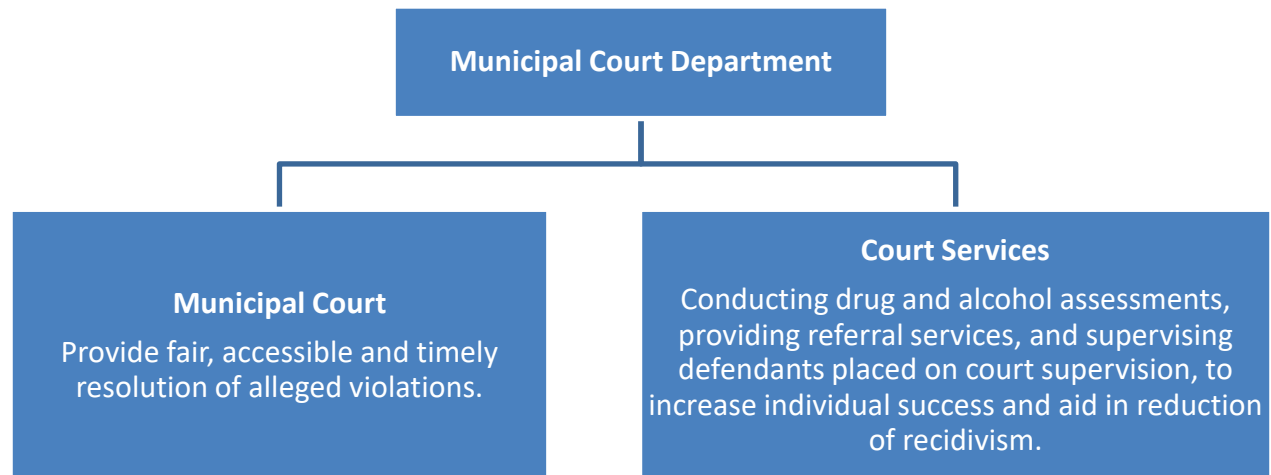 Municipal Court Department
Municipal Court
Provide fair, accessible and timely
resolution of alleged violations.
Court Services
Conducting drug and alcohol assessments,
providing referral services, and supervising
defendants placed on court supervision, to
increase individual success and aid in reduction
of recidivism.